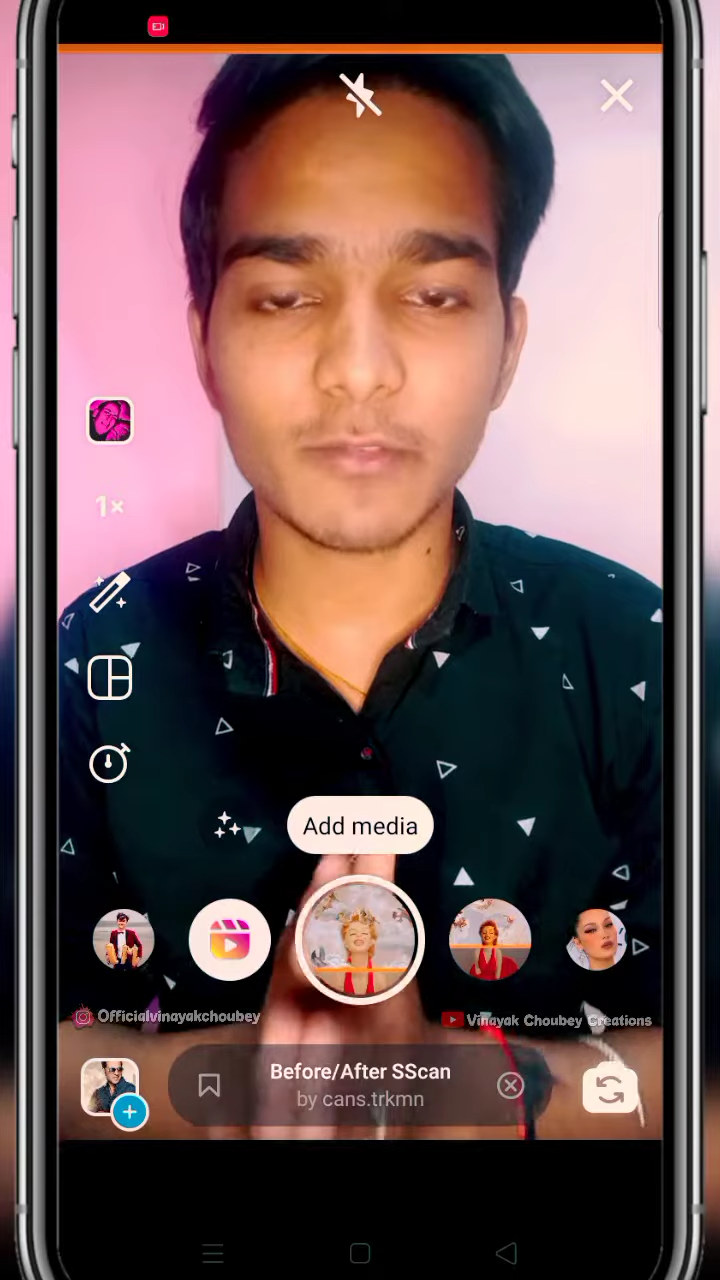 1×
Add media
Officialvinayakchoubey
Vinayak Choubey Creations
Before/After SScan
by cans.trkmn